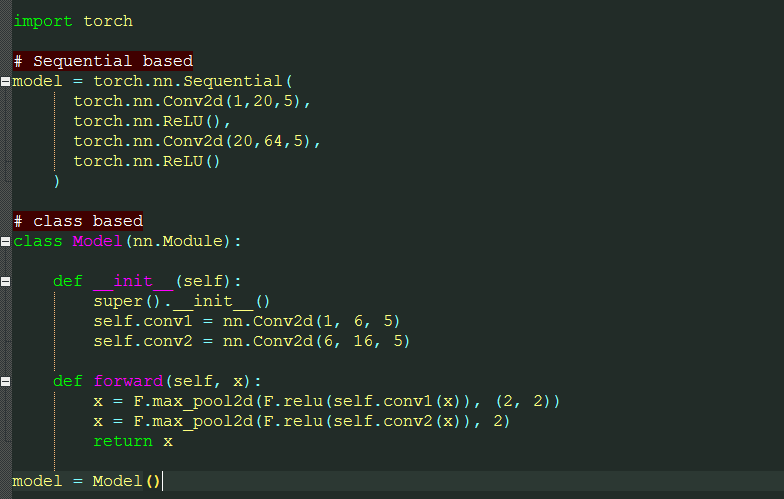 import torch
# Sequential based
model = torch.nn.Sequential(
torch.nn.Conv2d(1,20,5),
torch.nn.ReLU(),
torch.nn.Conv2d(20,64,5),
torch.nn.ReLU()
)
# class based
class Model(nn.Module):
def __init__(self):
super().__init__()
self.conv1 = nn.Conv2d(1, 6, 5)
self.conv2 = nn.Conv2d(6, 16, 5)
def forward(self, x):
x = F.max_pool2d(F.relu(self.conv1(x)), (2, 2))
x = F.max_pool2d(F.relu(self.conv2(x)), 2)
return x
model = Model()